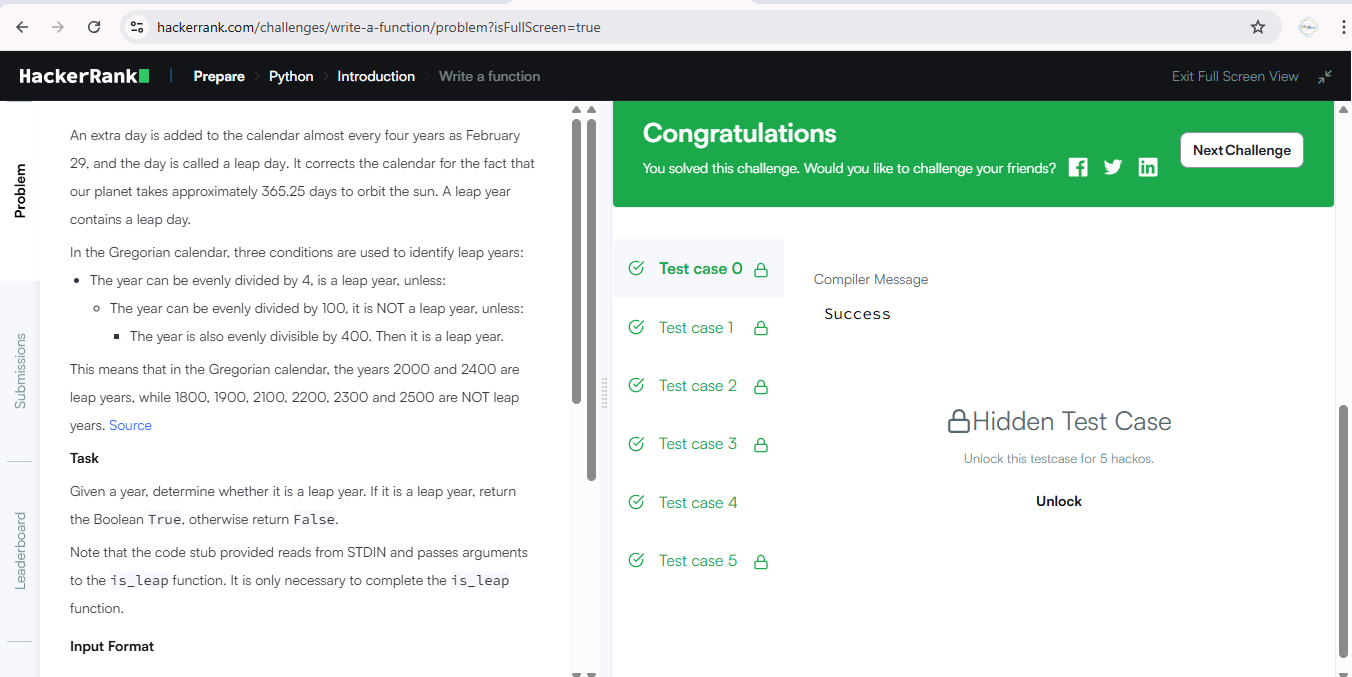 hackerrank.com/challenges/write-a-function/problem?isFullScreen=true
HackerRank
Prepare
Python
Introduction
Write a function
Exit Full Screen View
Problem
Submissions
Leaderboard
An extra day is added to the calendar almost every four years as February
29, and the day is called a leap day. It corrects the calendar for the fact that
our planet takes approximately 365.25 days to orbit the sun. A leap year
contains a leap day.
In the Gregorian calendar, three conditions are used to identify leap years:
The year can be evenly divided by 4, is a leap year, unless:
The year can be evenly divided by 100, it is NOT a leap year, unless:
The year is also evenly divisible by 400. Then it is a leap year.
This means that in the Gregorian calendar, the years 2000 and 2400 are
leap years, while 1800, 1900, 2100, 2200, 2300 and 2500 are NOT leap
years. Source
Task
Given a year, determine whether it is a leap year. If it is a leap year, return
the Boolean True, otherwise return False.
Note that the code stub provided reads from STDIN and passes arguments
to the is_leap function. It is only necessary to complete the is_leap
function.
Input Format
Congratulations
You solved this challenge. Would you like to challenge your friends?
Next Challenge
Test case 0
Test case 1
Test case 2
Test case 3
Test case 4
Test case 5
Compiler Message
Success
Hidden Test Case
Unlock this testcase for 5 hackos.
Unlock